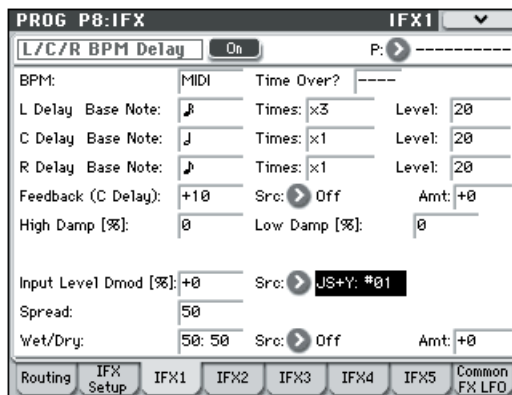 PROG P8:IFX IFX1
L/C/R BPM Delay On P: ----------
BPM: MIDI Time Over? ----
L Delay Base Note: 𝅘𝅥𝅯 Times: x3 Level: 20
C Delay Base Note: 𝅗𝅥 Times: x1 Level: 20
R Delay Base Note: ♪ Times: x1 Level: 20
Feedback (C Delay): +10 Src: Off Amt: +0
High Damp [%]: 0 Low Damp [%]: 0
Input Level Dmod [%]: +0 Src: JS+Y: #01
Spread: 50
Wet/Dry: 50: 50 Src: Off Amt: +0
Routing IFX Setup IFX1 IFX2 IFX3 IFX4 IFX5 Common FX LFO